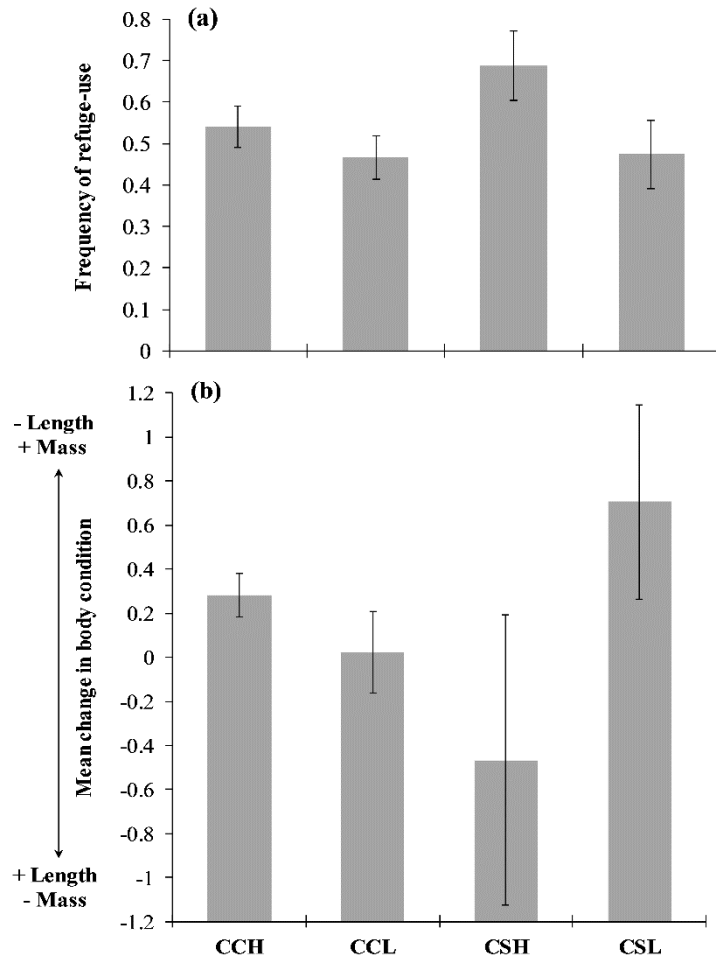 (a)
Frequency of refuge-use
0.8
0.7
0.6
0.5
0.4
0.3
0.2
0.1
0
(b)
- Length
+ Mass
Mean change in body condition
+ Length
- Mass
1.2
1
0.8
0.6
0.4
0.2
0
-0.2
-0.4
-0.6
-0.8
-1
-1.2
CCH CCL CSH CSL